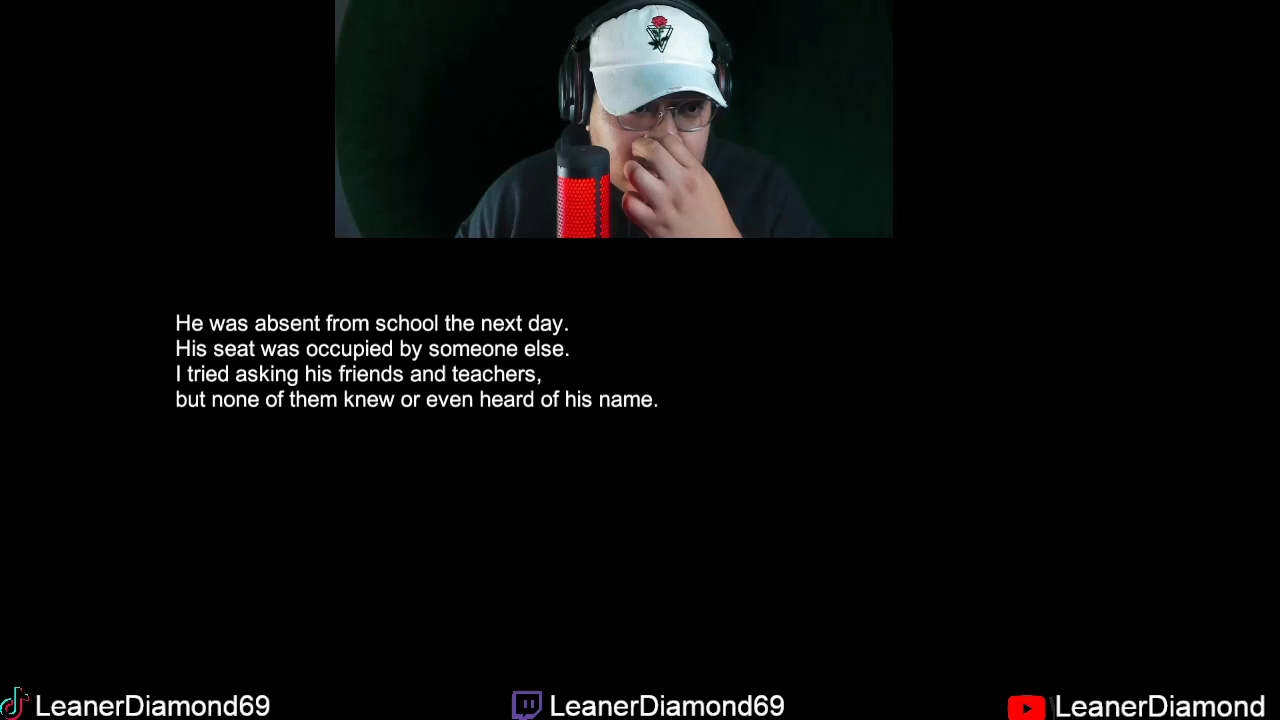 He was absent from school the next day.
His seat was occupied by someone else.
I tried asking his friends and teachers,
but none of them knew or even heard of his name.
LeanerDiamond69
LeanerDiamond69
LeanerDiamond